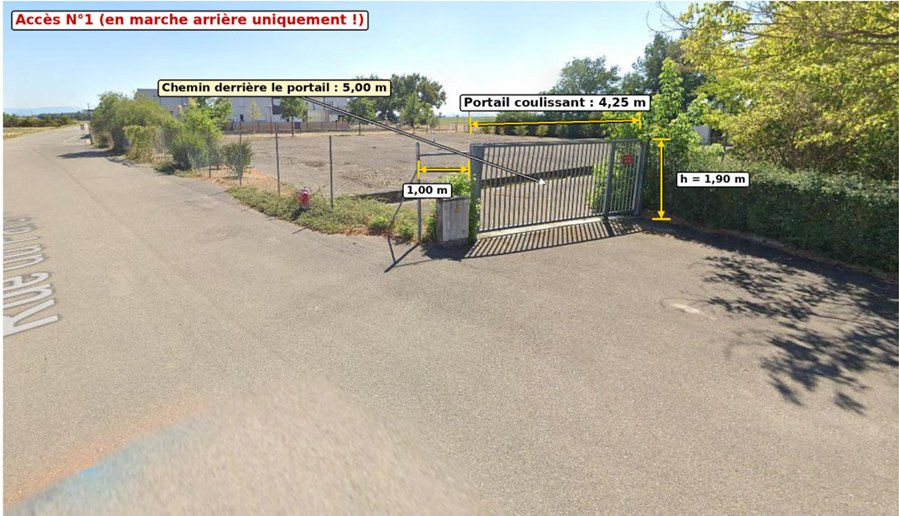 Accès N°1 (en marche arrière uniquement !)
Chemin derrière le portail : 5,00 m
Portail coulissant : 4,25 m
h = 1,90 m
1,00 m
Rue du